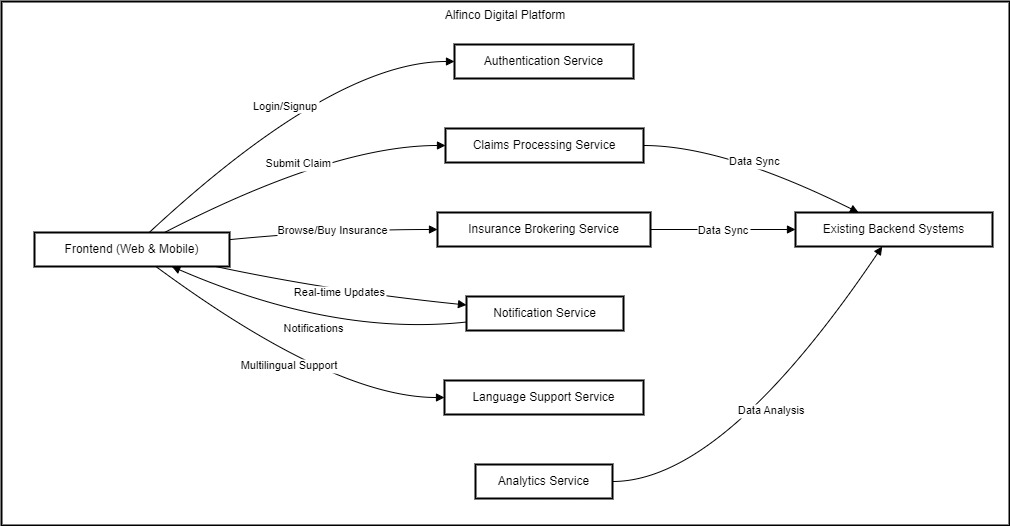 Alfinco Digital Platform
Authentication Service
Login/Signup
Claims Processing Service
Submit Claim
Data Sync
Frontend (Web & Mobile)
Browse/Buy Insurance
Insurance Brokering Service
Data Sync
Existing Backend Systems
Real-time Updates
Notification Service
Notifications
Multilingual Support
Language Support Service
Data Analysis
Analytics Service